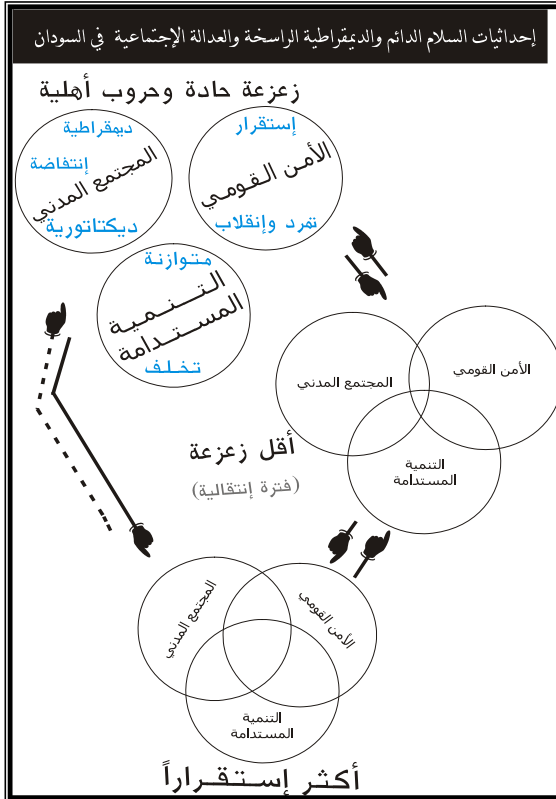 إحداثيات السلام الدائم والديمقراطية الراسخة والعدالة الإجتماعية في السودان
زعزعة حادة وحروب أهلية
إستقرار
الأمن القومي
تمرد وإنقلاب
ديمقراطية
إنتفاضة
المجتمع المدني
ديكتاتورية
متوازنة
التنمية
المستدامة
تخلف
الأمن القومي
المجتمع المدني
التنمية
المستدامة
أقل زعزعة
(فترة إنتقالية)
الأمن القومي
المجتمع المدني
التنمية
المستدامة
أكثر إستقراراً